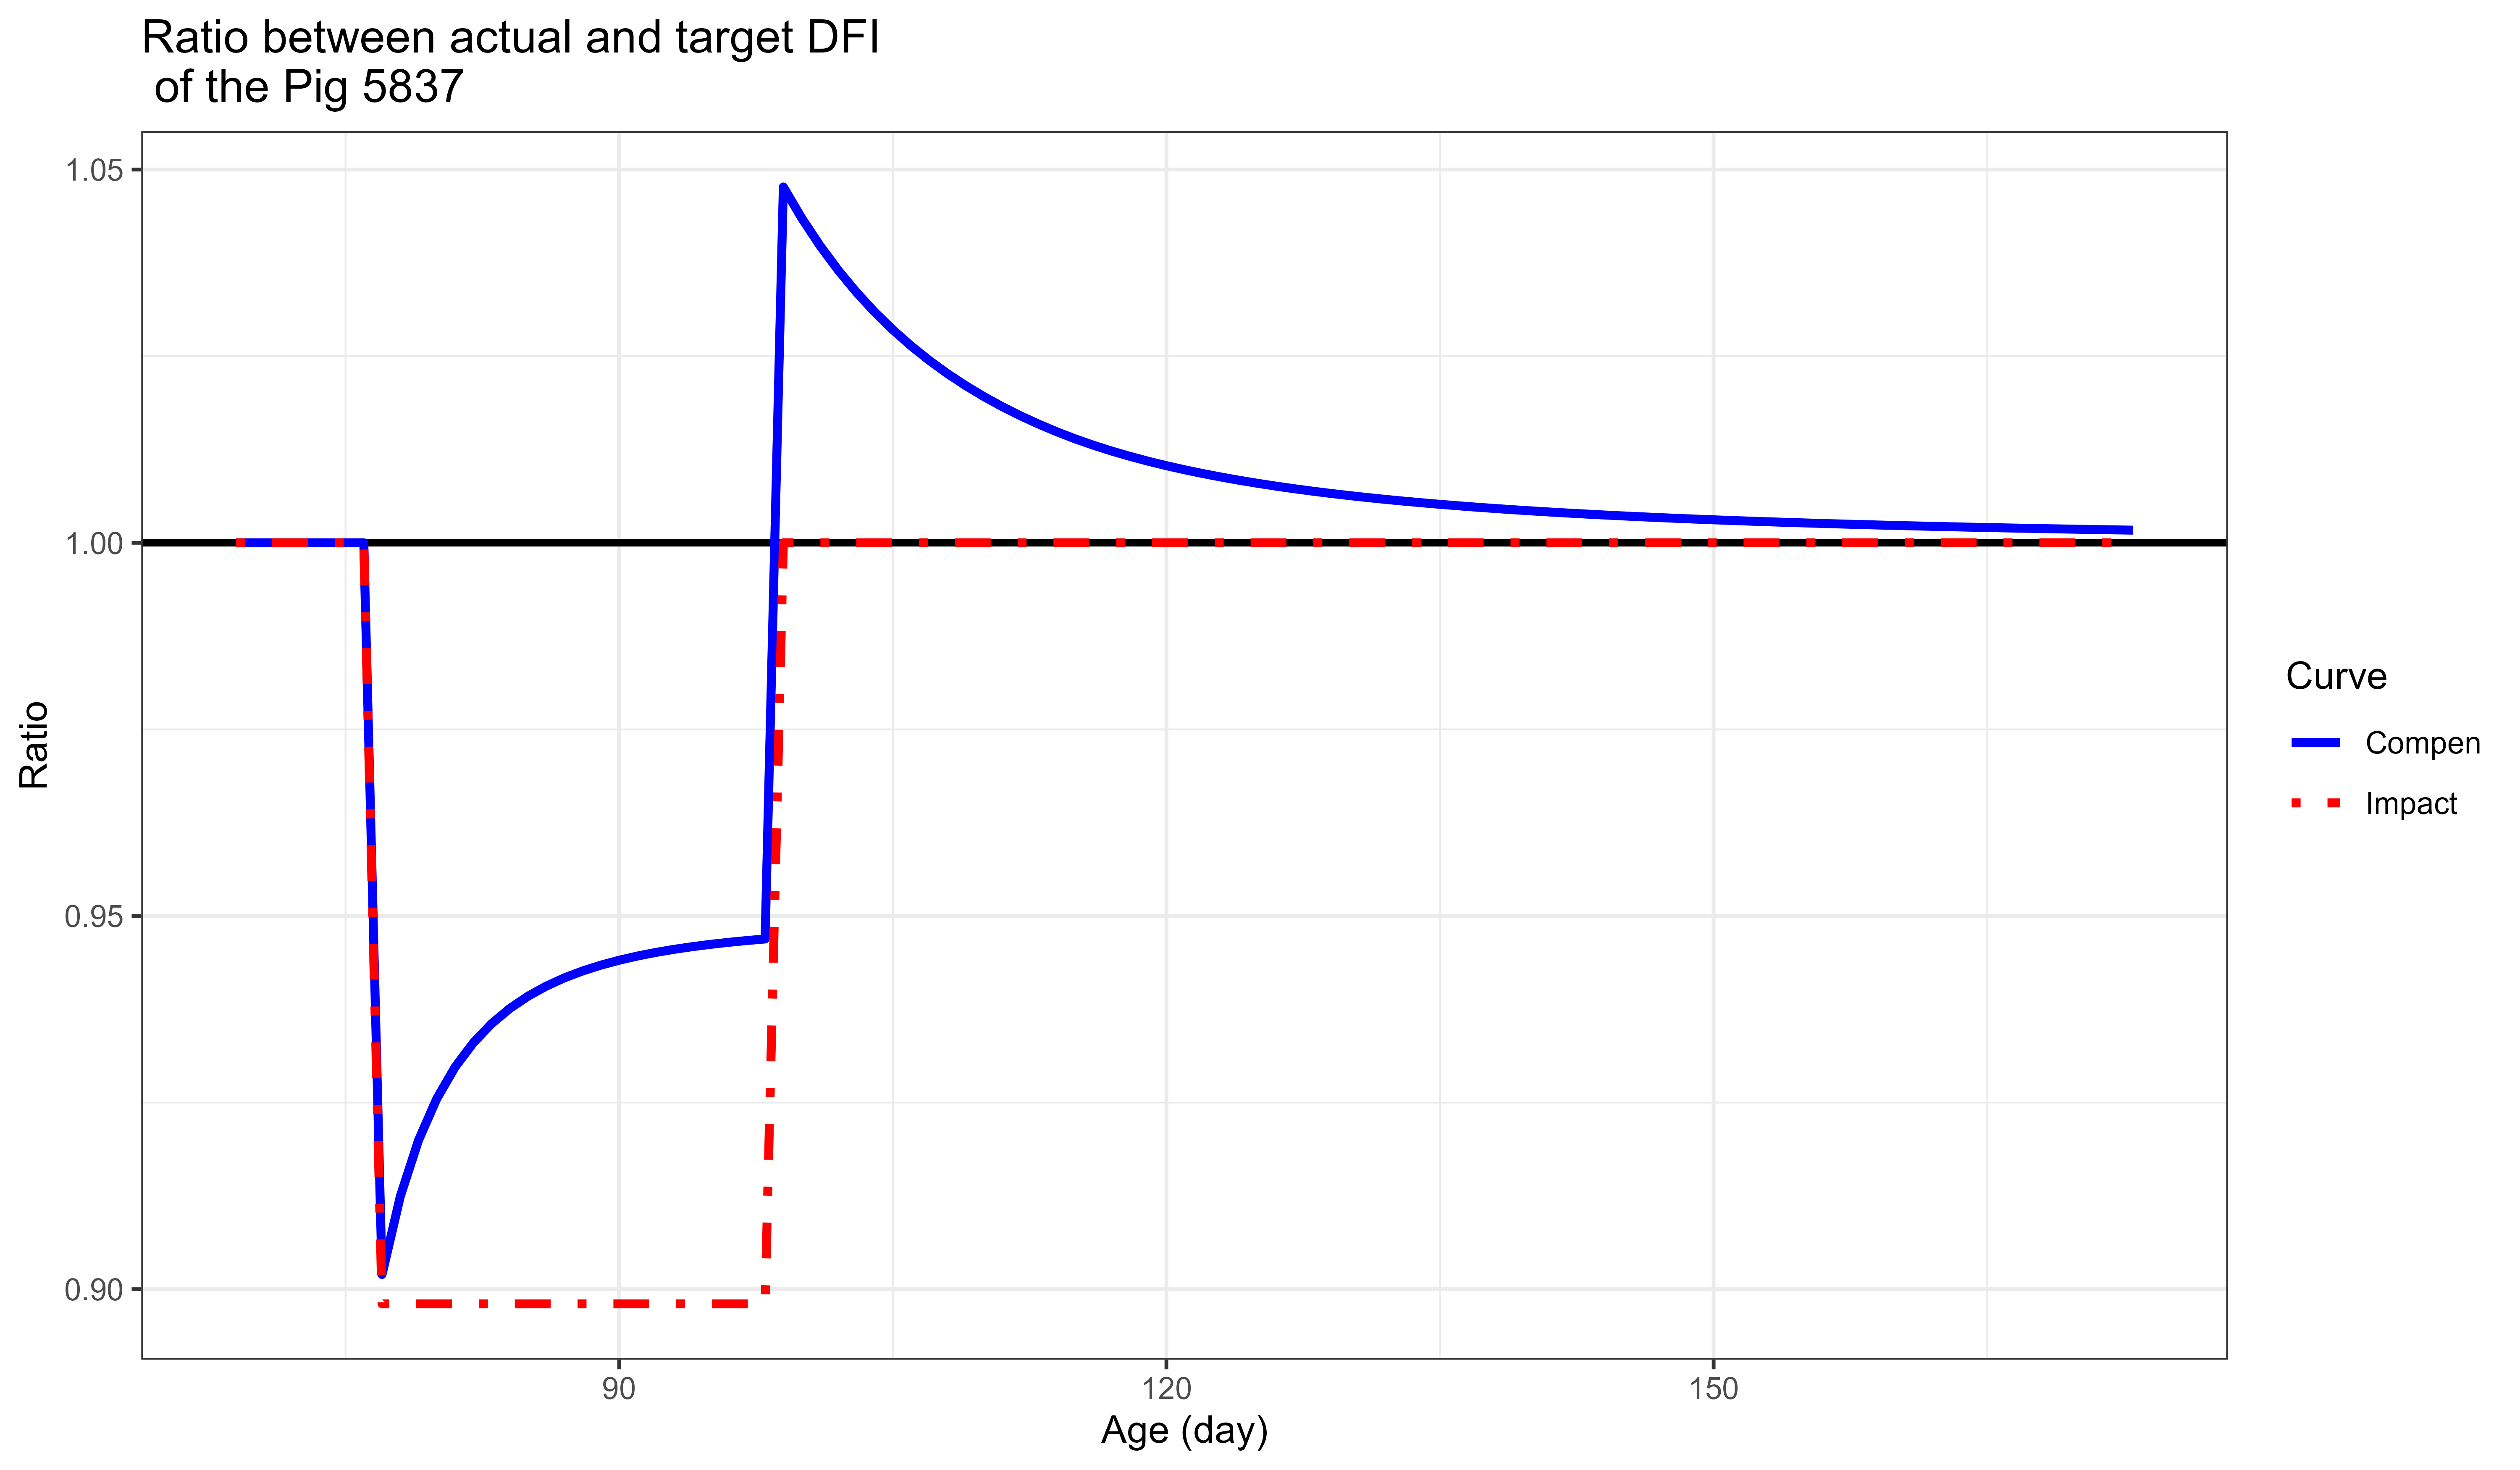 Ratio between actual and target DFI
of the Pig 5837
1.05
1.00
0.95
0.90
Ratio
90
120
150
Age (day)
Curve
Compen
Impact